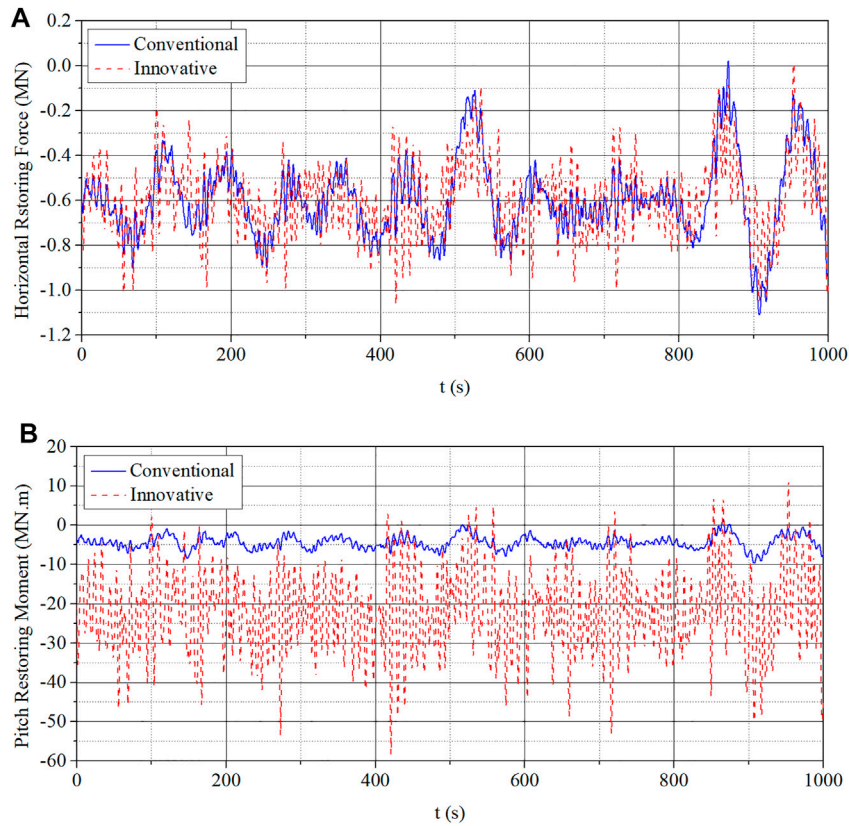 A
0.2
0.0
-0.2
-0.4
-0.6
-0.8
-1.0
-1.2
Horizontal Rstoring Force (MN)
Conventional
Innovative
0 200 400 600 800 1000
t (s)
B
20
10
0
-10
-20
-30
-40
-50
-60
Pitch Restoring Moment (MN.m)
Conventional
Innovative
0 200 400 600 800 1000
t (s)